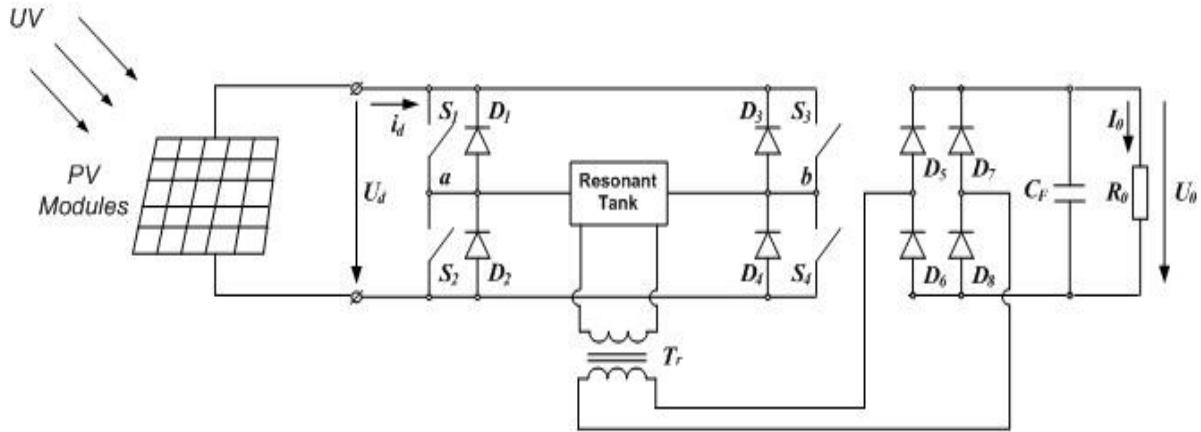 UV
PV
Modules
U_d
i_d
S_1
D_1
a
S_2
D_2
Resonant
Tank
D_3
S_3
b
D_4
S_4
T_r
D_5
D_7
D_6
D_8
C_F
I_0
R_0
U_0